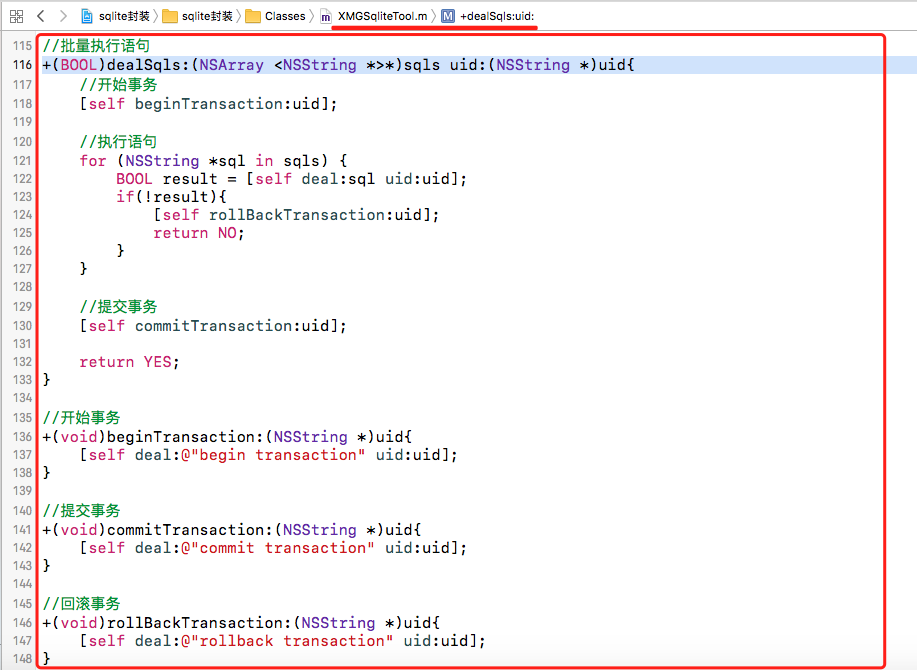 sqlite封装 > sqlite封装 > Classes > m XMGSqliteTool.m > M +dealSqls:uid:
115 //批量执行语句
116 +(BOOL)dealSqls:(NSArray <NSString *>*)sqls uid:(NSString *)uid{
117     //开始事务
118     [self beginTransaction:uid];
119
120     //执行语句
121     for (NSString *sql in sqls) {
122         BOOL result = [self deal:sql uid:uid];
123         if(!result){
124             [self rollBackTransaction:uid];
125             return NO;
126         }
127     }
128
129     //提交事务
130     [self commitTransaction:uid];
131
132     return YES;
133 }
134
135 //开始事务
136 +(void)beginTransaction:(NSString *)uid{
137     [self deal:@"begin transaction" uid:uid];
138 }
139
140 //提交事务
141 +(void)commitTransaction:(NSString *)uid{
142     [self deal:@"commit transaction" uid:uid];
143 }
144
145 //回滚事务
146 +(void)rollBackTransaction:(NSString *)uid{
147     [self deal:@"rollback transaction" uid:uid];
148 }